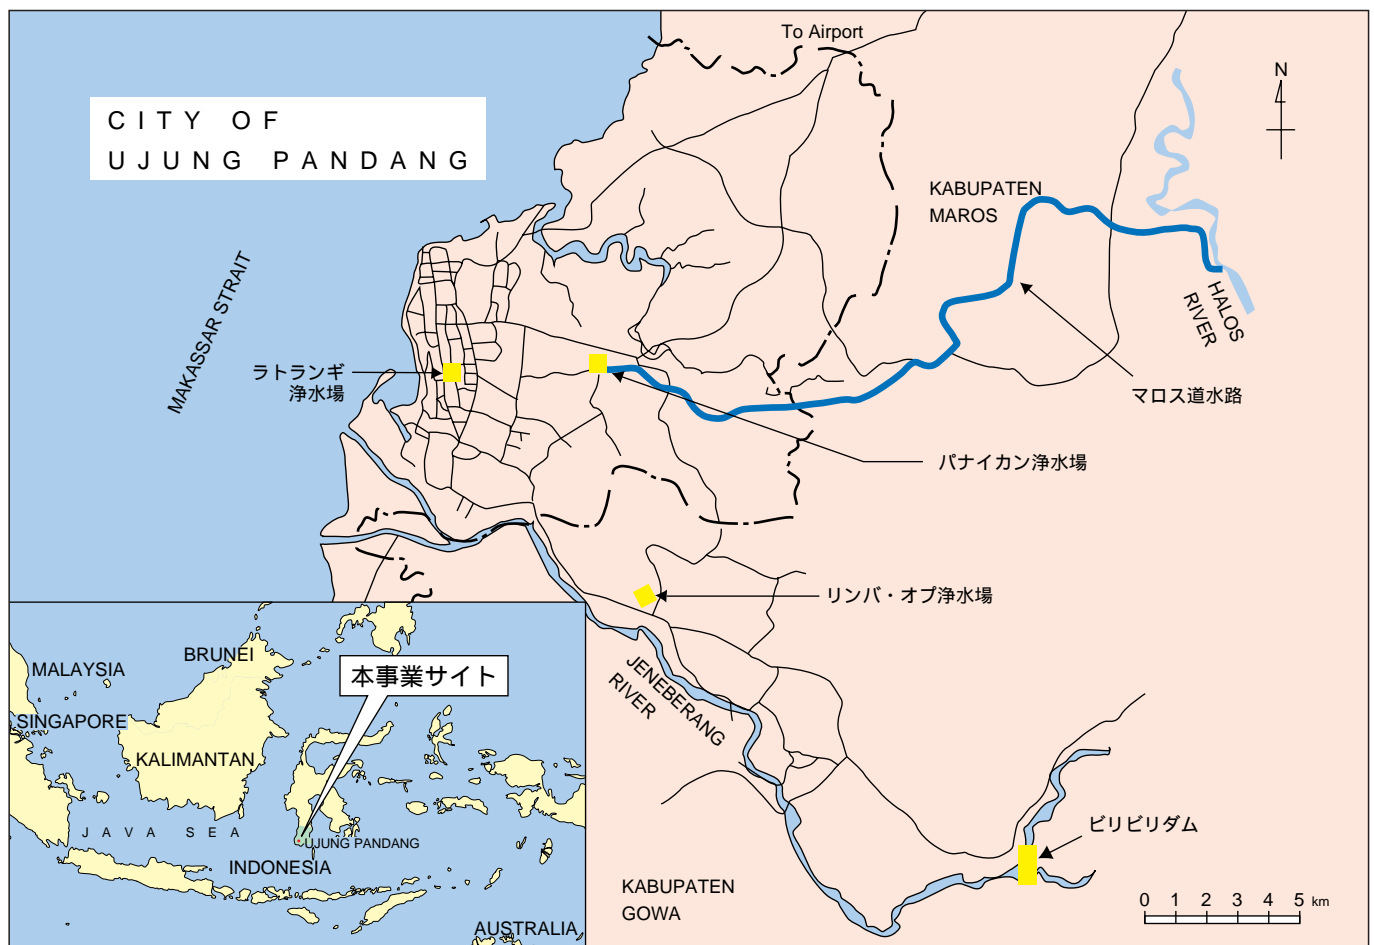 To Airport
CITY OF
UJUNG PANDANG
N
KABUPATEN
MAROS
MAKASSAR STRAIT
HALOS
RIVER
ラトランギ
浄水場
マロス道水路
パナイカン浄水場
リンバ・オプ浄水場
JENEBERANG
RIVER
ビリビリダム
KABUPATEN
GOWA
0 1 2 3 4 5 km
本事業サイト
BRUNEI
MALAYSIA
SINGAPORE
KALIMANTAN
JAVA SEA
UJUNG PANDANG
INDONESIA
AUSTRALIA